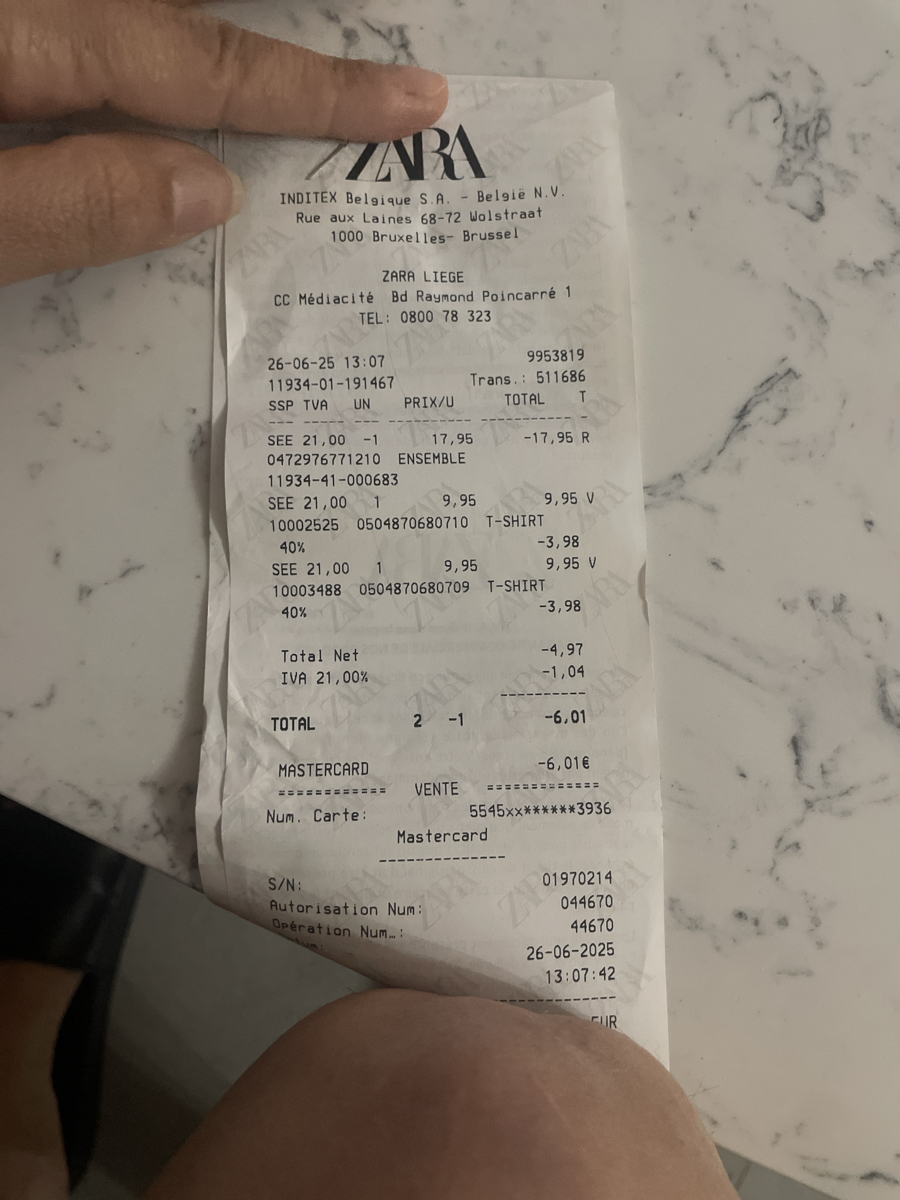 ZARA
INDITEX Belgique S.A. - België N.V.
Rue aux Laines 68-72 Wolstraat
1000 Bruxelles- Brussel
ZARA LIEGE
CC Médiacité Bd Raymond Poincarré 1
TEL: 0800 78 323
26-06-25 13:07 9953819
11934-01-191467 Trans.: 511686
SSP TVA UN PRIX/U TOTAL T
--- ----- --- ---------- ----------- -
SEE 21,00 -1 17,95 -17,95 R
0472976771210 ENSEMBLE
11934-41-000683
SEE 21,00 1 9,95 9,95 V
10002525 0504870680710 T-SHIRT
40% -3,98
SEE 21,00 1 9,95 9,95 V
10003488 0504870680709 T-SHIRT
40% -3,98
Total Net -4,97
IVA 21,00% -1,04
----------
TOTAL 2 -1 -6,01
MASTERCARD -6,01€
============ VENTE =============
Num. Carte: 5545xx******3936
Mastercard
--------------
S/N: 01970214
Autorisation Num: 044670
Opération Num…: 44670
26-06-2025
13:07:42
--------------
EUR